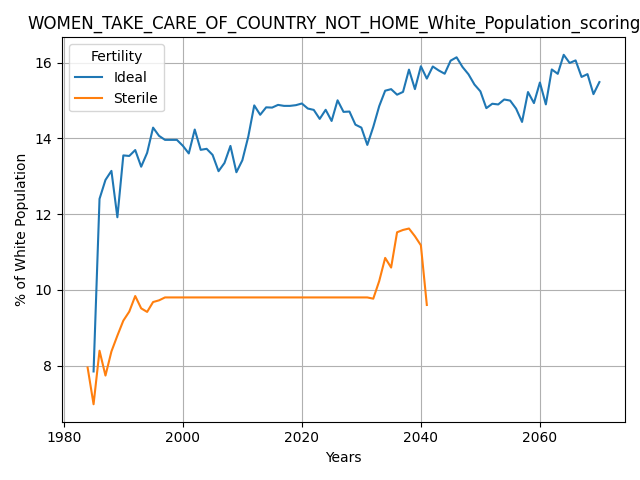 WOMEN_TAKE_CARE_OF_COUNTRY_NOT_HOME_White_Population_scoring
Fertility
Ideal
Sterile
% of White Population
16
14
12
10
8
1980 2000 2020 2040 2060
Years